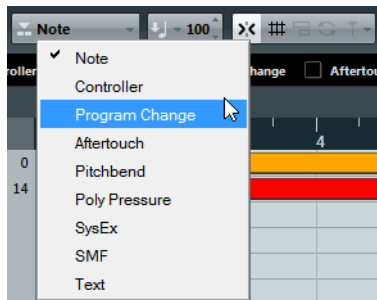 Note 100
roller hange Aftertou
✔ Note
Controller
Program Change
Aftertouch
Pitchbend
Poly Pressure
SysEx
SMF
Text
4
0
14